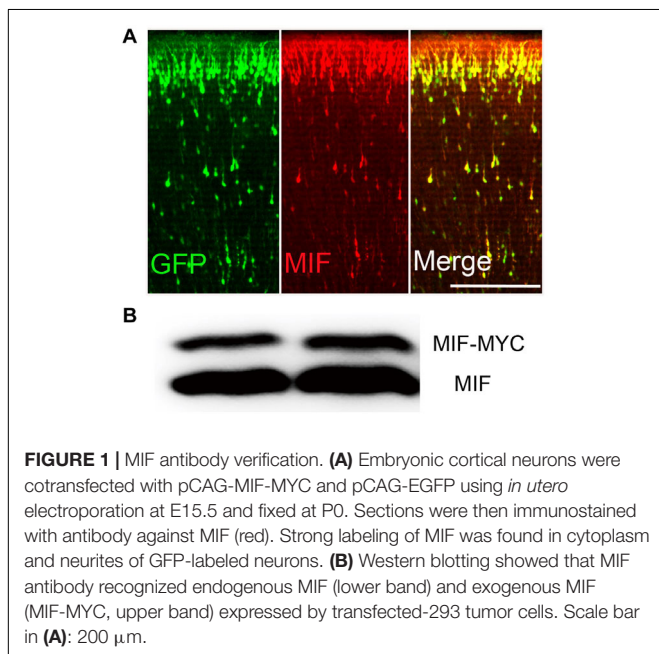 A
GFP
MIF
Merge
B
MIF-MYC
MIF
FIGURE 1 | MIF antibody verification. (A) Embryonic cortical neurons were
cotransfected with pCAG-MIF-MYC and pCAG-EGFP using in utero
electroporation at E15.5 and fixed at P0. Sections were then immunostained
with antibody against MIF (red). Strong labeling of MIF was found in cytoplasm
and neurites of GFP-labeled neurons. (B) Western blotting showed that MIF
antibody recognized endogenous MIF (lower band) and exogenous MIF
(MIF-MYC, upper band) expressed by transfected-293 tumor cells. Scale bar
in (A): 200 μm.